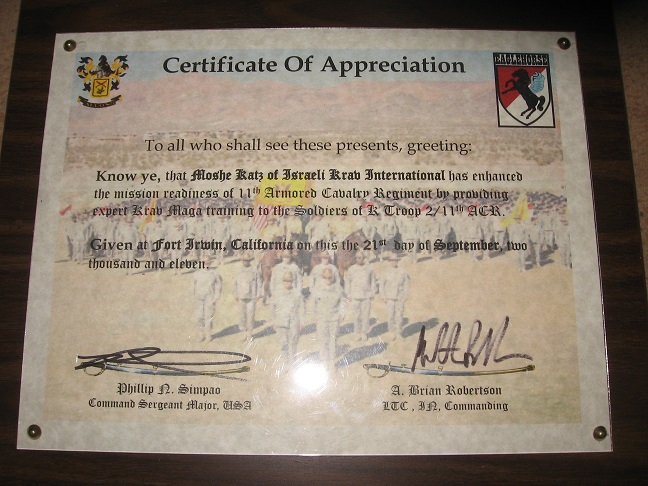 Certificate Of Appreciation
EAGLEHORSE
To all who shall see these presents, greeting:
Know ye, that Moshe Katz of Israeli Krav International has enhanced
the mission readiness of 11th Armored Cavalry Regiment by providing
expert Krav Maga training to the Soldiers of K Troop 2/11th ACR.
Given at Fort Irwin, California on this the 21st day of September, two
thousand and eleven.
Phillip N. Simpao
Command Sergeant Major, USA
A. Brian Robertson
LTC , IN, Commanding